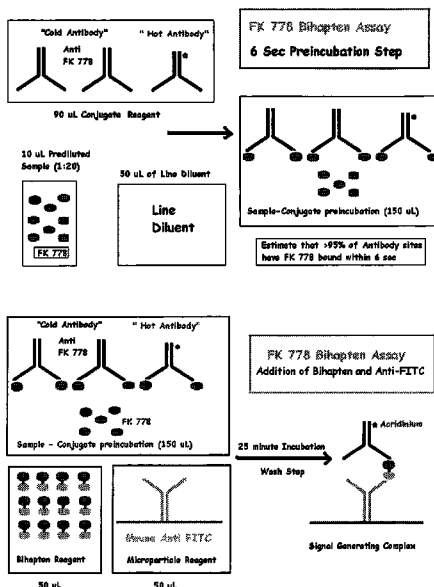 "Cold Antibody"
" Hot Antibody"
Anti
FK 778
*
90 uL Conjugate Reagent
FK 778 Bihapten Assay
6 Sec Preincubation Step
10 uL Prediluted
Sample (1:20)
FK 778
50 uL of Line Diluent
Line
Diluent
*
Sample-Conjugate preincubation (150 uL)
Estimate that >95% of Antibody sites
have FK 778 bound within 6 sec
"Cold Antibody"
" Hot Antibody"
Anti
FK 778
*
FK 778
Sample - Conjugate preincubation (150 uL)
FK 778 Bihapten Assay
Addition of Bihapten and Anti-FITC
25 minute Incubation
Wash Step
* Acridinium
Signal Generating Complex
Bihapten Reagent
50 uL
Mouse Anti FITC
Microparticle Reagent
50 uL